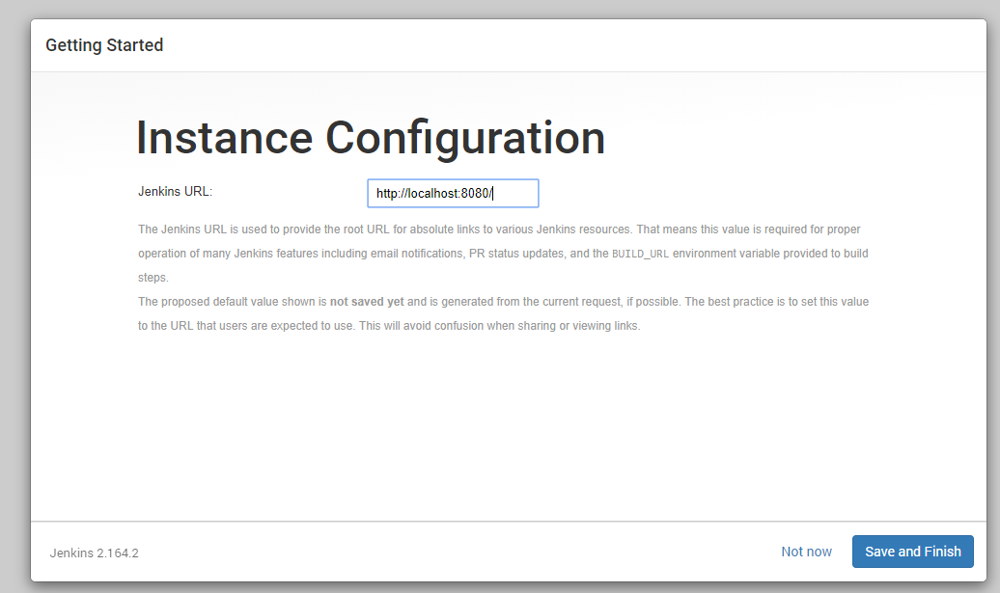 Getting Started
Instance Configuration
Jenkins URL: http://localhost:8080/
The Jenkins URL is used to provide the root URL for absolute links to various Jenkins resources. That means this value is required for proper
operation of many Jenkins features including email notifications, PR status updates, and the BUILD_URL environment variable provided to build
steps.
The proposed default value shown is not saved yet and is generated from the current request, if possible. The best practice is to set this value
to the URL that users are expected to use. This will avoid confusion when sharing or viewing links.
Jenkins 2.164.2 Not now Save and Finish